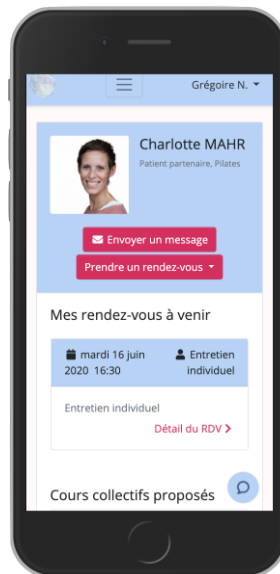 Grégoire N.
Charlotte MAHR
Patient partenaire, Pilates
Envoyer un message
Prendre un rendez-vous
Mes rendez-vous à venir
mardi 16 juin
2020 16:30
Entretien
individuel
Entretien individuel
Détail du RDV
Cours collectifs proposés